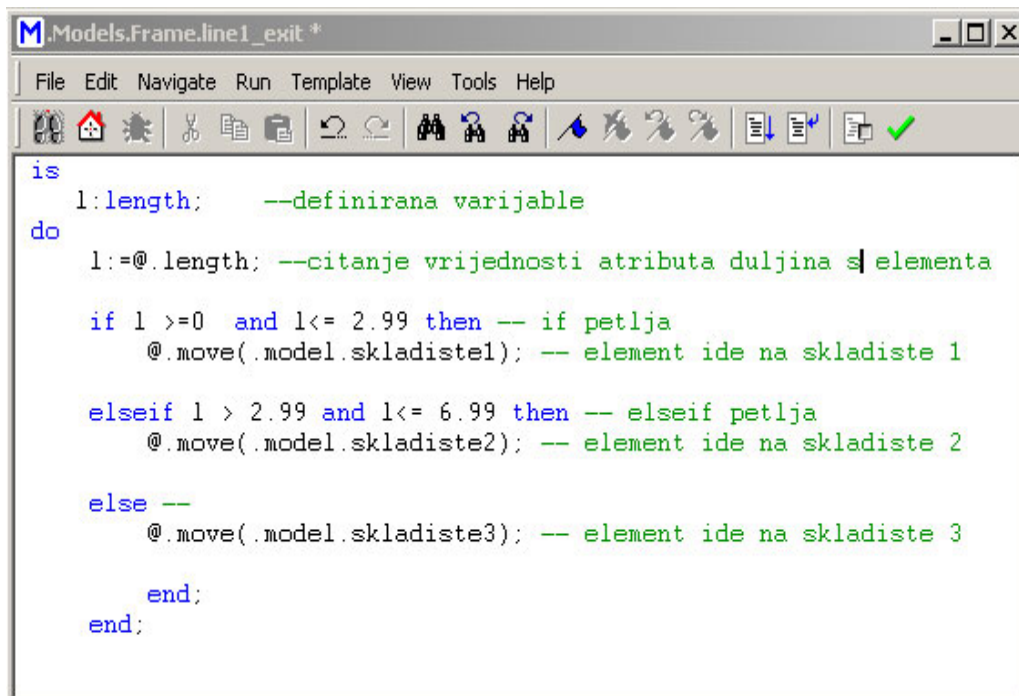 M .Models.Frame.line1_exit *
File Edit Navigate Run Template View Tools Help
is
l:length; --definirana varijable
do
l:=@.length; --citanje vrijednosti atributa duljina s elementa
if l >=0 and l<= 2.99 then -- if petlja
@.move(.model.skladiste1); -- element ide na skladiste 1
elseif l > 2.99 and l<= 6.99 then -- elseif petlja
@.move(.model.skladiste2); -- element ide na skladiste 2
else --
@.move(.model.skladiste3); -- element ide na skladiste 3
end;
end;